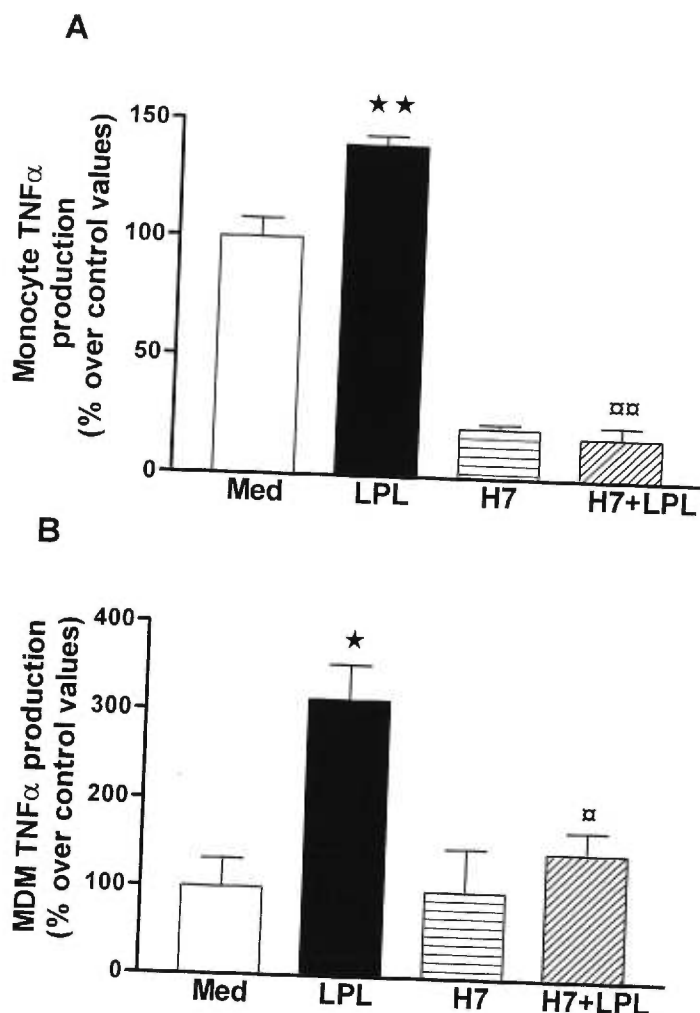 A
Monocyte TNFα
production
(% over control values)
150
100
50
0
★ ★
¤¤
Med LPL H7 H7+LPL
B
MDM TNFα production
(% over control values)
400
300
200
100
0
★
¤
Med LPL H7 H7+LPL